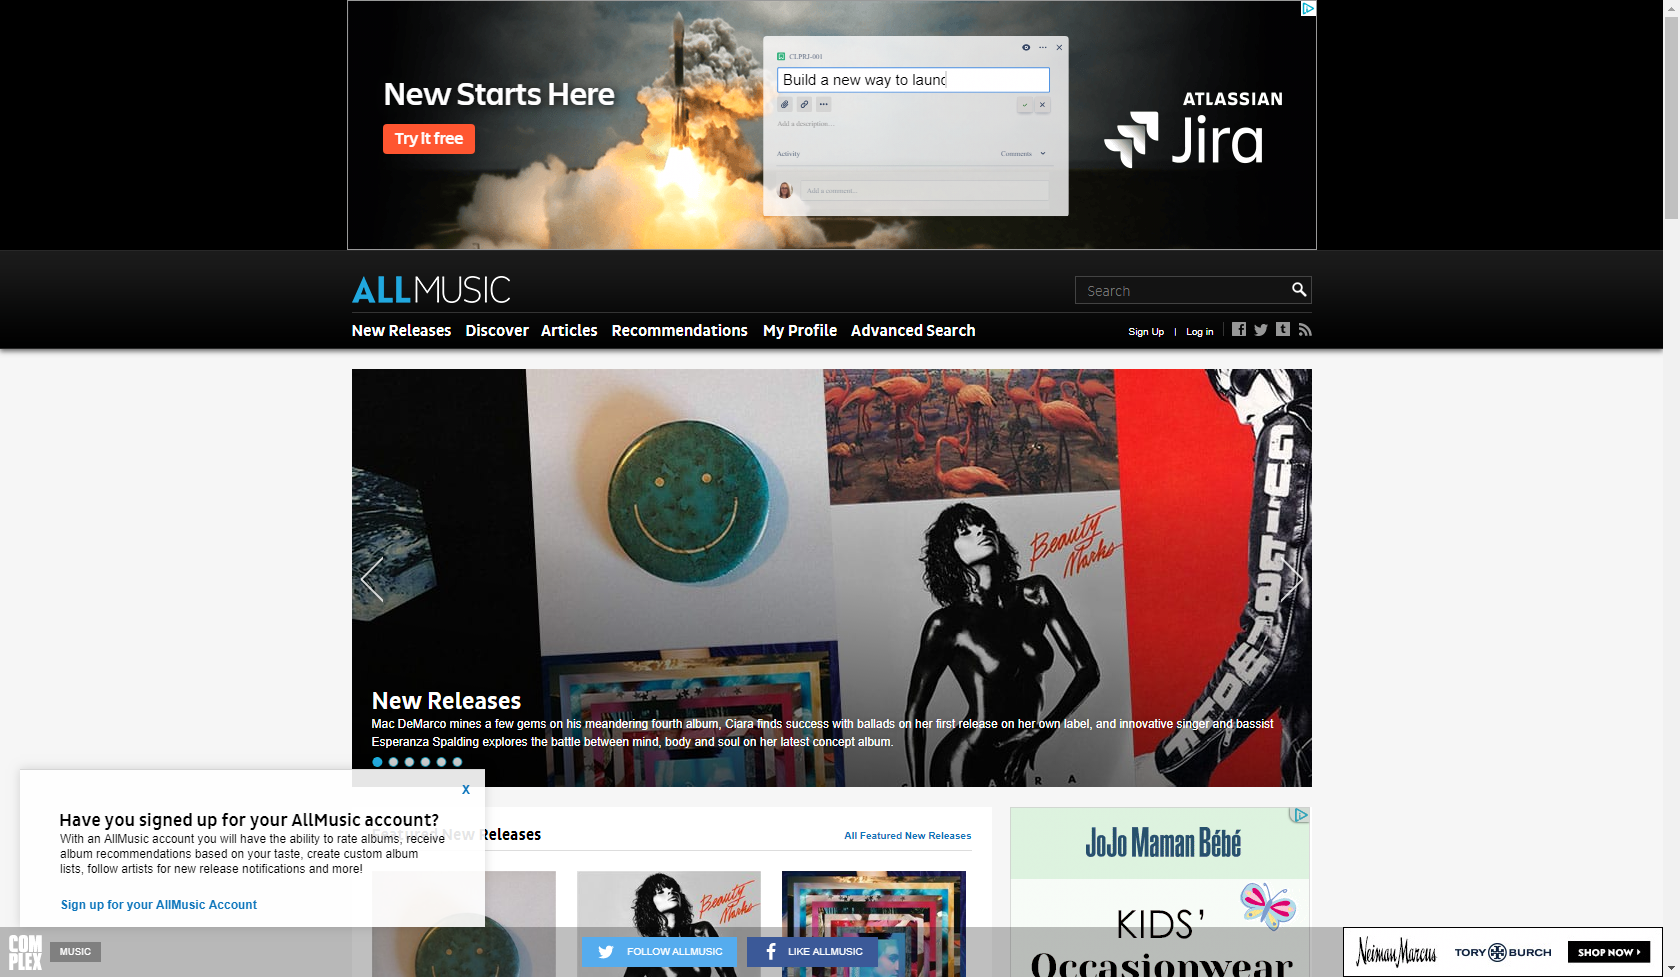 New Starts Here
Try It free
CLPRJ-001
Build a new way to launc
Add a description...
Activity
Comments
Add a comment...
ATLASSIAN
Jira
ALLMUSIC
Search
New Releases Discover Articles Recommendations My Profile Advanced Search
Sign Up | Log in
Beauty
Marks
CIARA
New Releases
Mac DeMarco mines a few gems on his meandering fourth album, Ciara finds success with ballads on her first release on her own label, and innovative singer and bassist
Esperanza Spalding explores the battle between mind, body and soul on her latest concept album.
X
Have you signed up for your AllMusic account?
With an AllMusic account you will have the ability to rate albums, receive
album recommendations based on your taste, create custom album
lists, follow artists for new release notifications and more!
Sign up for your AllMusic Account
Featured New Releases
All Featured New Releases
Beauty
Marks
JoJo Maman Bébé
KIDS'
Occasionwear
COM
PLEX
MUSIC
FOLLOW ALLMUSIC
LIKE ALLMUSIC
Neiman Marcus
TORY BURCH
SHOP NOW